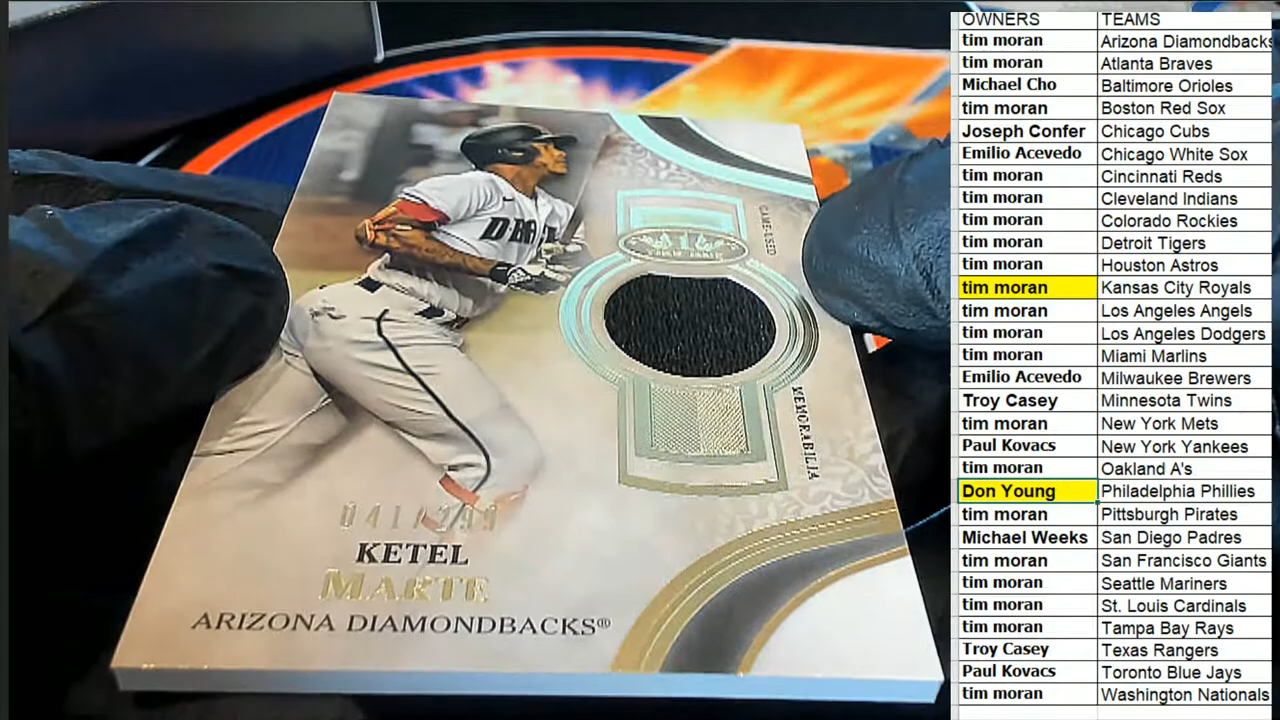 GAME-USED
MEMORABILIA
KETEL
MARTE
ARIZONA DIAMONDBACKS®
OWNERS TEAMS
tim moran Arizona Diamondbacks
tim moran Atlanta Braves
Michael Cho Baltimore Orioles
tim moran Boston Red Sox
Joseph Confer Chicago Cubs
Emilio Acevedo Chicago White Sox
tim moran Cincinnati Reds
tim moran Cleveland Indians
tim moran Colorado Rockies
tim moran Detroit Tigers
tim moran Houston Astros
tim moran Kansas City Royals
tim moran Los Angeles Angels
tim moran Los Angeles Dodgers
tim moran Miami Marlins
Emilio Acevedo Milwaukee Brewers
Troy Casey Minnesota Twins
tim moran New York Mets
Paul Kovacs New York Yankees
tim moran Oakland A's
Don Young Philadelphia Phillies
tim moran Pittsburgh Pirates
Michael Weeks San Diego Padres
tim moran San Francisco Giants
tim moran Seattle Mariners
tim moran St. Louis Cardinals
tim moran Tampa Bay Rays
Troy Casey Texas Rangers
Paul Kovacs Toronto Blue Jays
tim moran Washington Nationals